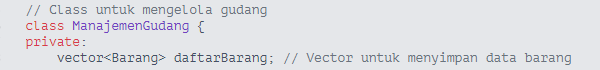 // Class untuk mengelola gudang
class ManajemenGudang {
private:
    vector<Barang> daftarBarang; // Vector untuk menyimpan data barang